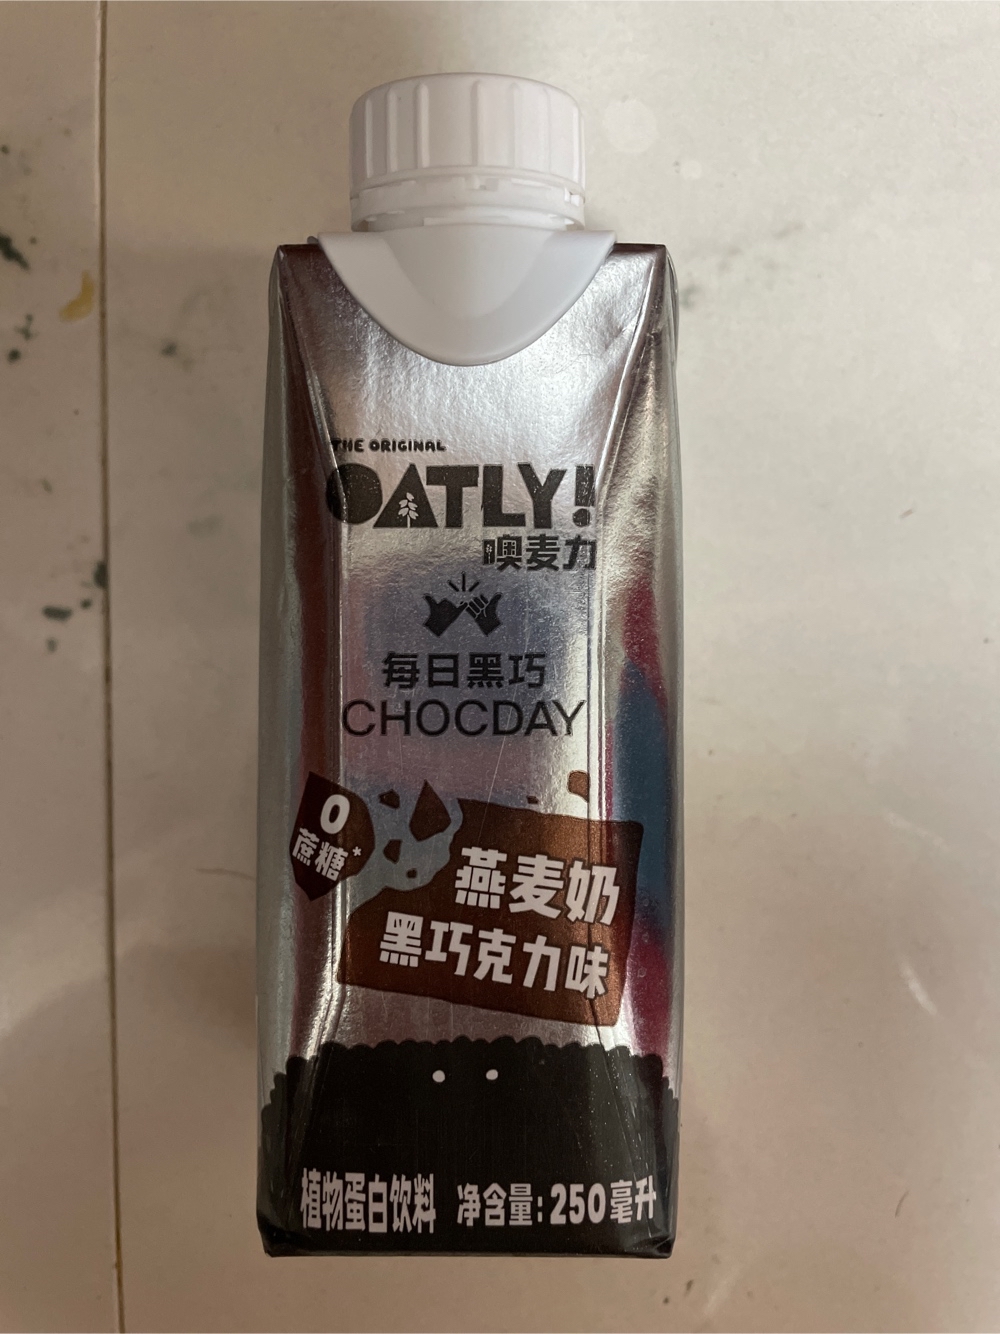 THE ORIGINAL
OATLY!
噢麦力
每日黑巧
CHOCDAY
0
蔗糖*
燕麦奶
黑巧克力味
植物蛋白饮料 净含量:250毫升